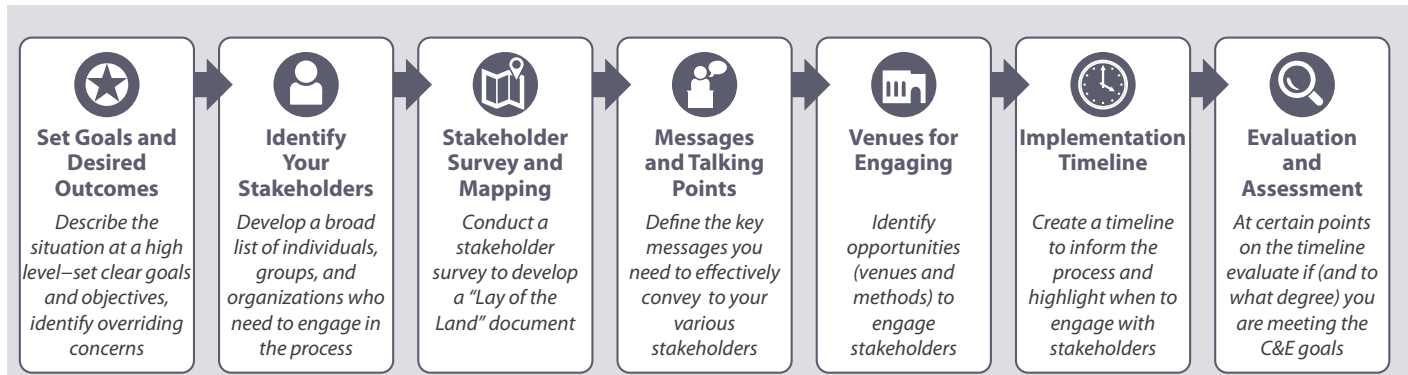 Set Goals and
Desired
Outcomes
Describe the
situation at a high
level–set clear goals
and objectives,
identify overriding
concerns
Identify
Your
Stakeholders
Develop a broad
list of individuals,
groups, and
organizations who
need to engage in
the process
Stakeholder
Survey and
Mapping
Conduct a
stakeholder
survey to develop
a “Lay of the
Land” document
Messages
and Talking
Points
Define the key
messages you
need to effectively
convey to your
various
stakeholders
Venues for
Engaging
Identify
opportunities
(venues and
methods) to
engage
stakeholders
Implementation
Timeline
Create a timeline
to inform the
process and
highlight when to
engage with
stakeholders
Evaluation
and
Assessment
At certain points
on the timeline
evaluate if (and to
what degree) you
are meeting the
C&E goals